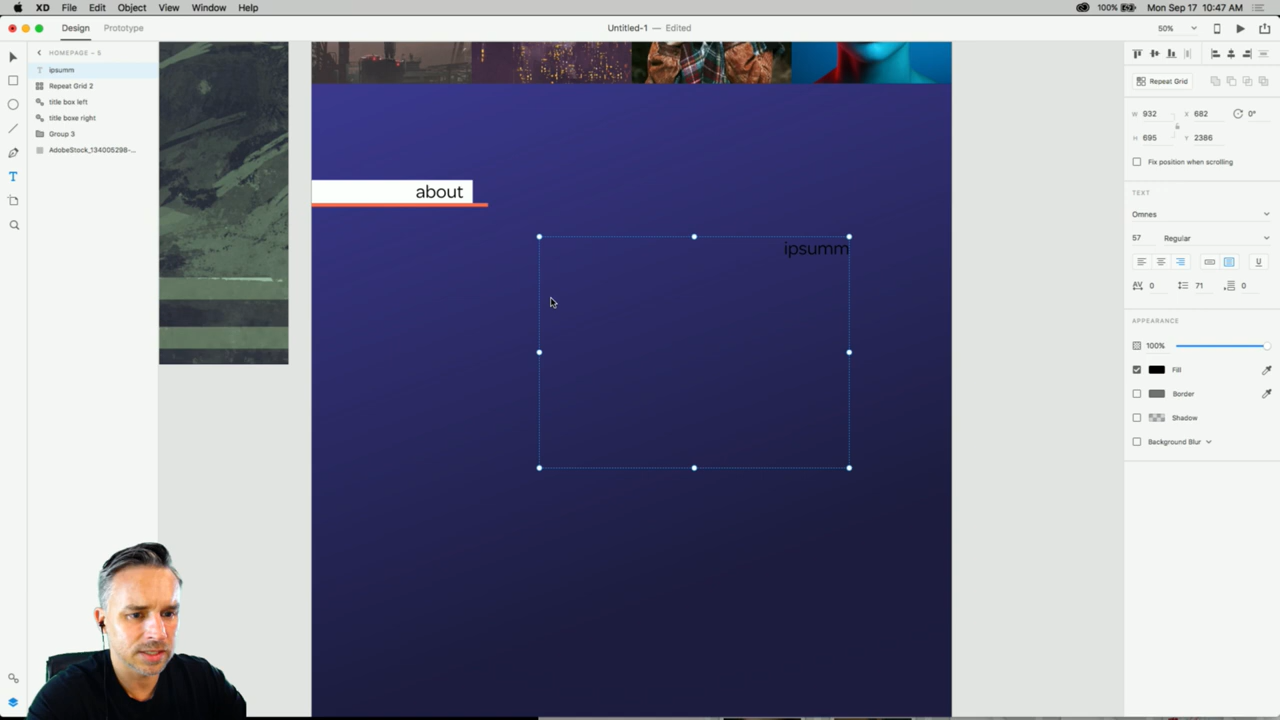 XD File Edit Object View Window Help
100% Mon Sep 17 10:47 AM
Design Prototype
Untitled-1 — Edited
50%
HOMEPAGE – 5
ipsumm
Repeat Grid 2
title box left
title boxe right
Group 3
AdobeStock_134005298-...
about
ipsumm
Repeat Grid
W 932 X 682 0°
H 695 Y 2386
Fix position when scrolling
TEXT
Omnes
57 Regular
AV 0 71 0
APPEARANCE
100%
Fill
Border
Shadow
Background Blur